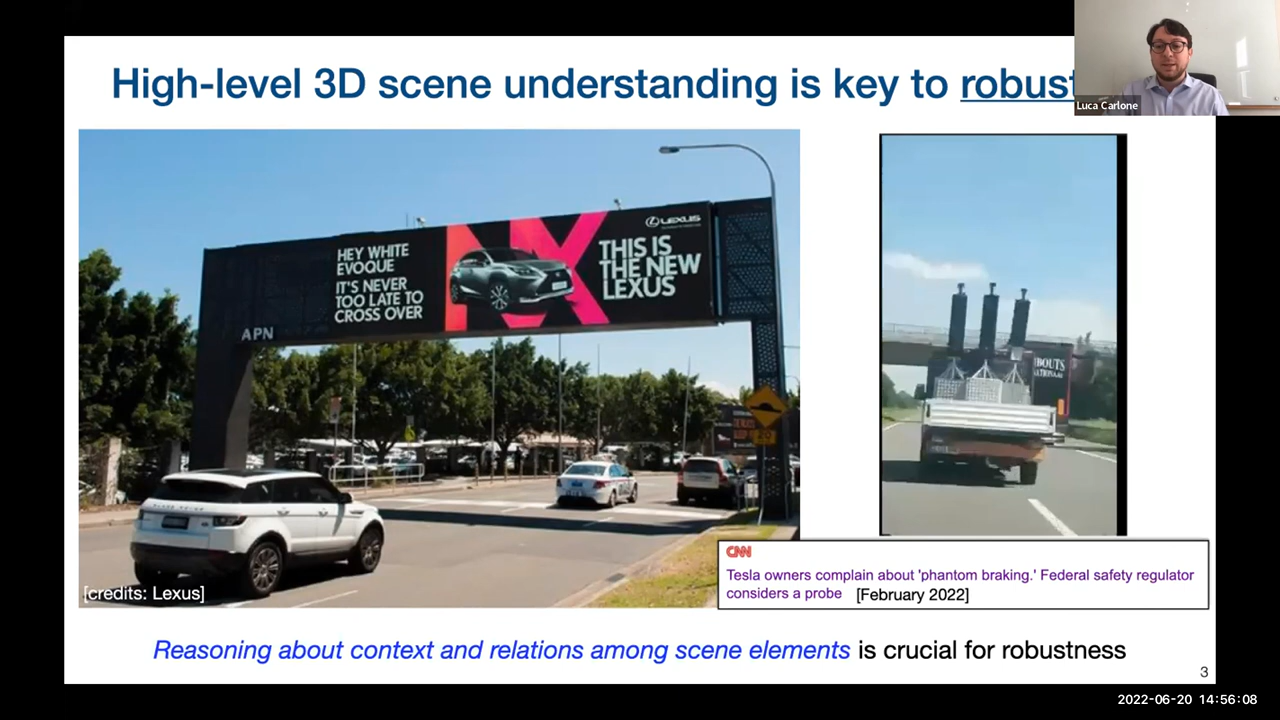 High-level 3D scene understanding is key to robust
Luca Carlone
LEXUS
HEY WHITE
EVOQUE
IT'S NEVER
TOO LATE TO
CROSS OVER
NX
THIS IS
THE NEW
LEXUS
APN
BOUTS
[credits: Lexus]
CNN
Tesla owners complain about 'phantom braking.' Federal safety regulator
considers a probe [February 2022]
Reasoning about context and relations among scene elements is crucial for robustness
3
2022-06-20 14:56:08